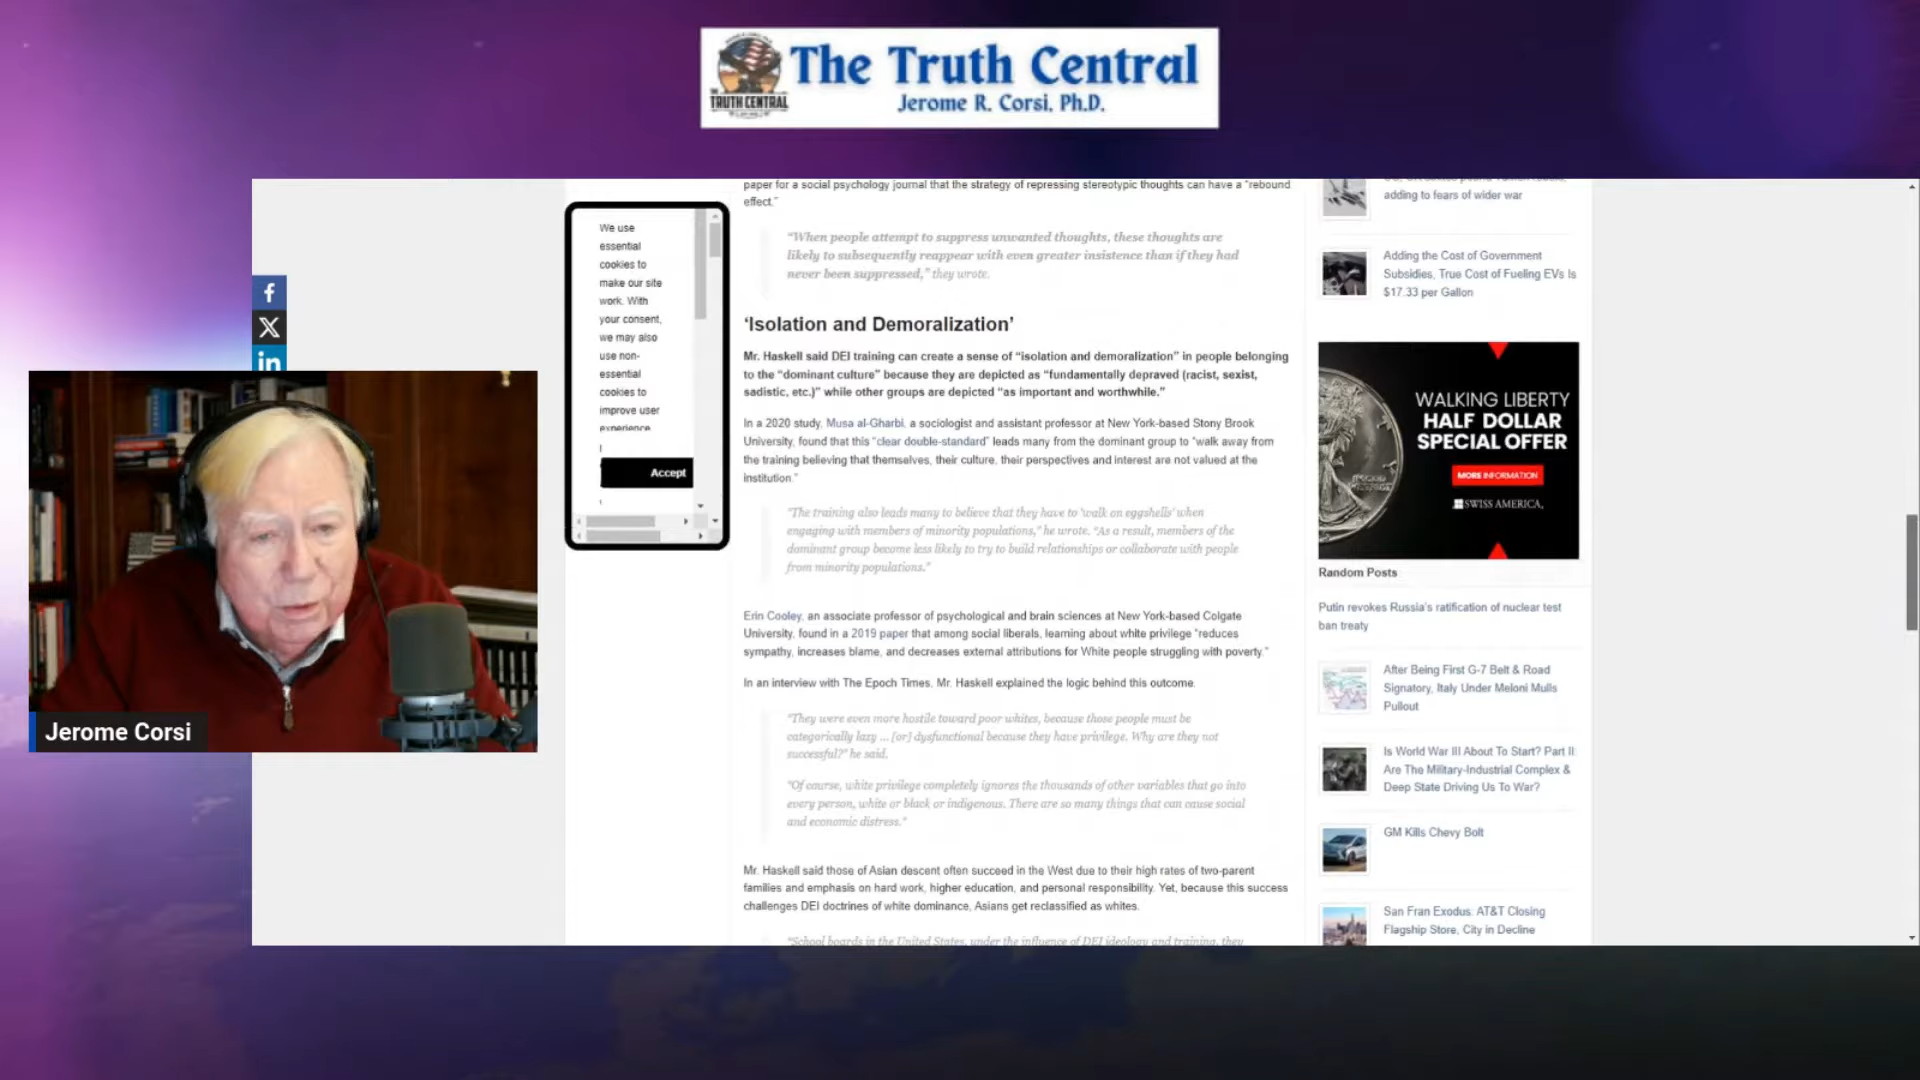 The Truth Central
Jerome R. Corsi, Ph.D.
THE
TRUTH CENTRAL
paper for a social psychology journal that the strategy of repressing stereotypic thoughts can have a "rebound
effect."
"When people attempt to suppress unwanted thoughts, these thoughts are
likely to subsequently reappear with even greater insistence than if they had
never been suppressed," they wrote.
'Isolation and Demoralization'
Mr. Haskell said DEI training can create a sense of "isolation and demoralization" in people belonging
to the "dominant culture" because they are depicted as "fundamentally depraved (racist, sexist,
sadistic, etc.)" while other groups are depicted "as important and worthwhile."
In a 2020 study, Musa al-Gharbi, a sociologist and assistant professor at New York-based Stony Brook
University, found that this "clear double-standard" leads many from the dominant group to "walk away from
the training believing that themselves, their culture, their perspectives and interest are not valued at the
institution."
"The training also leads many to believe that they have to 'walk on eggshells' when
engaging with members of minority populations," he wrote. "As a result, members of the
dominant group become less likely to try to build relationships or collaborate with people
from minority populations."
Erin Cooley, an associate professor of psychological and brain sciences at New York-based Colgate
University, found in a 2019 paper that among social liberals, learning about white privilege "reduces
sympathy, increases blame, and decreases external attributions for White people struggling with poverty."
In an interview with The Epoch Times, Mr. Haskell explained the logic behind this outcome.
"They were even more hostile toward poor whites, because those people must be
categorically lazy ... [or] dysfunctional because they have privilege. Why are they not
successful?" he said.
"Of course, white privilege completely ignores the thousands of other variables that go into
every person, white or black or indigenous. There are so many things that can cause social
and economic distress."
Mr. Haskell said those of Asian descent often succeed in the West due to their high rates of two-parent
families and emphasis on hard work, higher education, and personal responsibility. Yet, because this success
challenges DEI doctrines of white dominance, Asians get reclassified as whites.
"School boards in the United States, under the influence of DEI ideology and training, they
We use
essential
cookies to
make our site
work. With
your consent,
we may also
use non-
essential
cookies to
improve user
experience
Accept
f
X
in
Jerome Corsi
adding to fears of wider war
Adding the Cost of Government
Subsidies, True Cost of Fueling EVs Is
$17.33 per Gallon
WALKING LIBERTY
HALF DOLLAR
SPECIAL OFFER
MORE INFORMATION
SWISS AMERICA
Random Posts
Putin revokes Russia's ratification of nuclear test
ban treaty
After Being First G-7 Belt & Road
Signatory, Italy Under Meloni Mulls
Pullout
Is World War III About To Start? Part II:
Are The Military-Industrial Complex &
Deep State Driving Us To War?
GM Kills Chevy Bolt
San Fran Exodus: AT&T Closing
Flagship Store, City in Decline